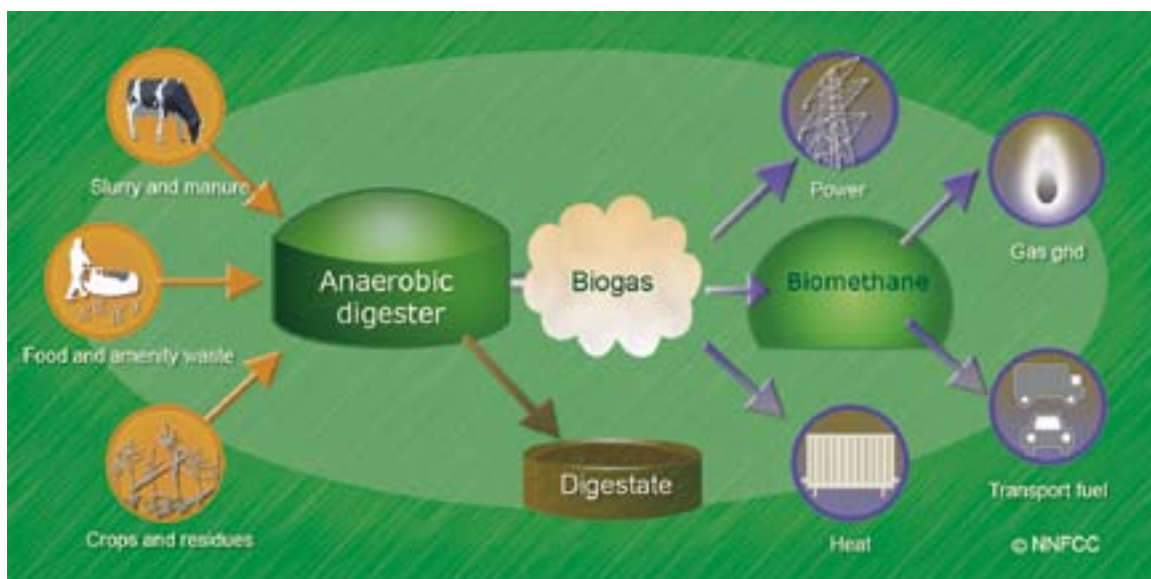 Slurry and manure
Power
Gas grid
Anaerobic
digester
Biogas
Biomethane
Food and amenity waste
Digestate
Crops and residues
Heat
Transport fuel
© NNFCC